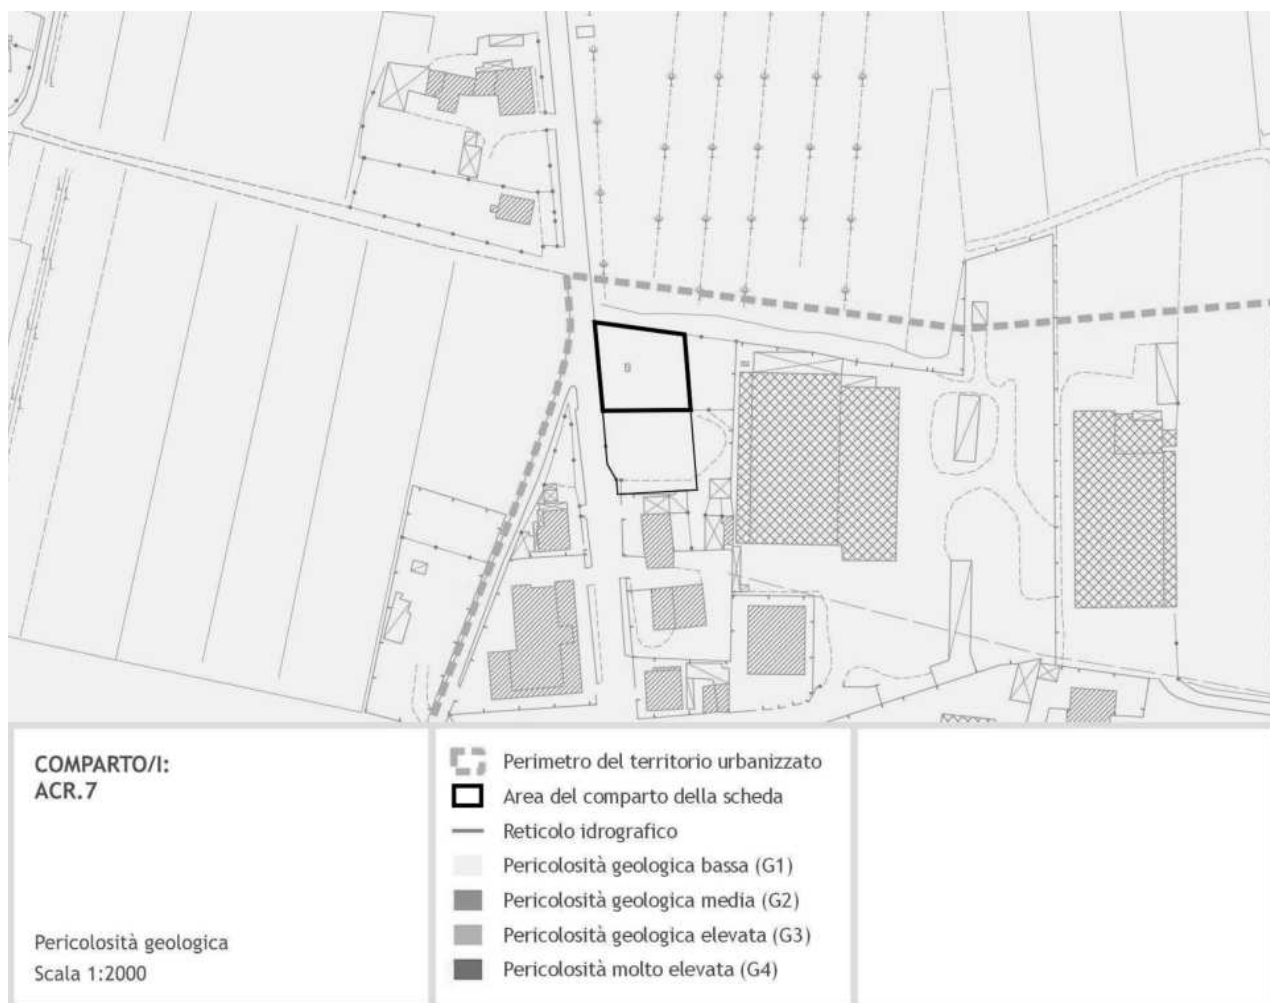 COMPARTO/I:
ACR.7
Pericolosità geologica
Scala 1:2000
Perimetro del territorio urbanizzato
Area del comparto della scheda
Reticolo idrografico
Pericolosità geologica bassa (G1)
Pericolosità geologica media (G2)
Pericolosità geologica elevata (G3)
Pericolosità molto elevata (G4)